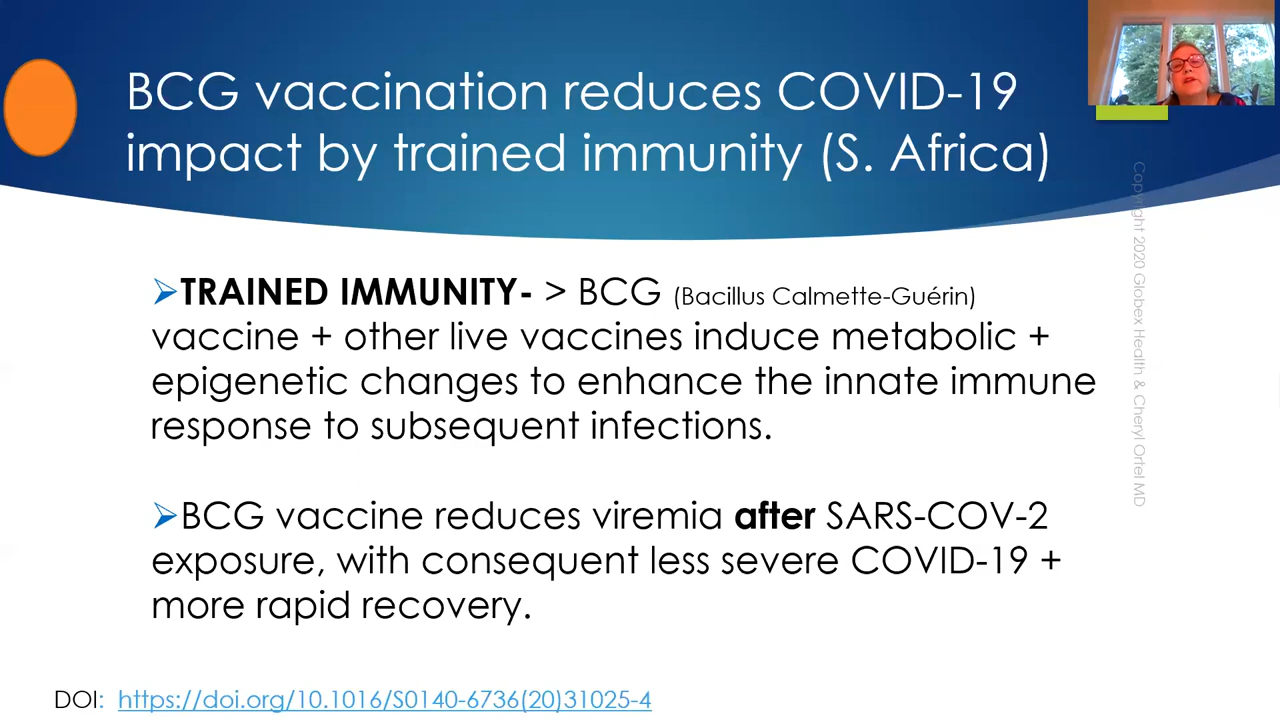 BCG vaccination reduces COVID-19
impact by trained immunity (S. Africa)
➢TRAINED IMMUNITY- > BCG (Bacillus Calmette-Guérin)
vaccine + other live vaccines induce metabolic +
epigenetic changes to enhance the innate immune
response to subsequent infections.
➢BCG vaccine reduces viremia after SARS-COV-2
exposure, with consequent less severe COVID-19 +
more rapid recovery.
DOI: https://doi.org/10.1016/S0140-6736(20)31025-4
Copyright 2020 Globex Health & Cheryl Ortel MD